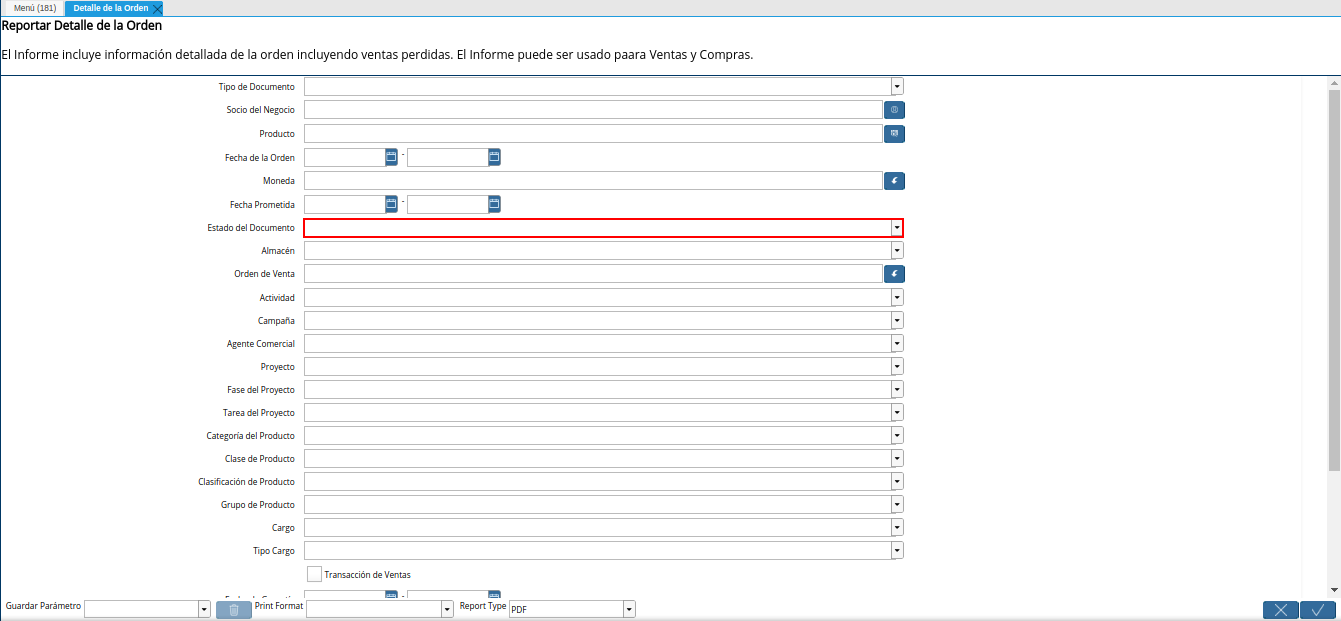 Menú (181)
Detalle de la Orden
Reportar Detalle de la Orden
El Informe incluye información detallada de la orden incluyendo ventas perdidas. El Informe puede ser usado paara Ventas y Compras.
Tipo de Documento
Socio del Negocio
Producto
Fecha de la Orden -
Moneda
Fecha Prometida -
Estado del Documento
Almacén
Orden de Venta
Actividad
Campaña
Agente Comercial
Proyecto
Fase del Proyecto
Tarea del Proyecto
Categoría del Producto
Clase de Producto
Clasificación de Producto
Grupo de Producto
Cargo
Tipo Cargo
Transacción de Ventas
Guardar Parámetro
Print Format
Report Type PDF